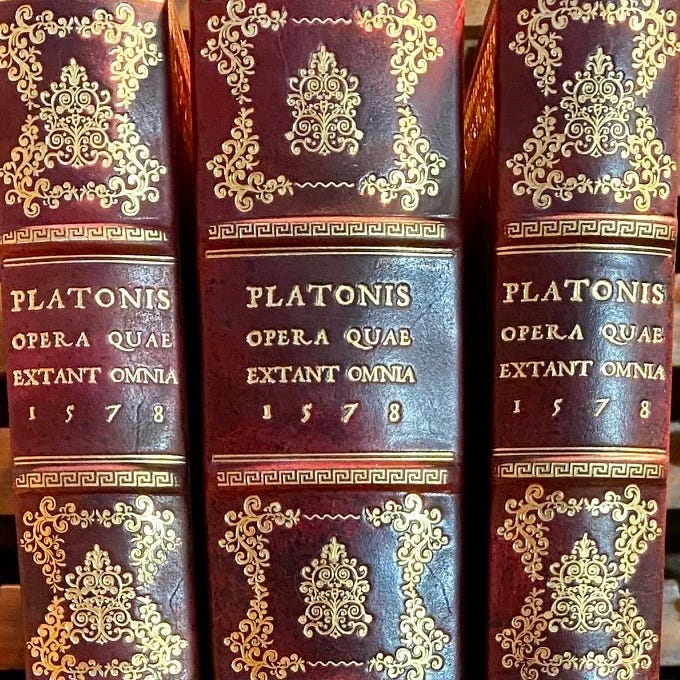 PLATONIS
OPERA QUAE
EXTANT OMNIA
1578
PLATONIS
OPERA QUAE
EXTANT OMNIA
1578
PLATONIS
OPERA QUAE
EXTANT OMNIA
1578